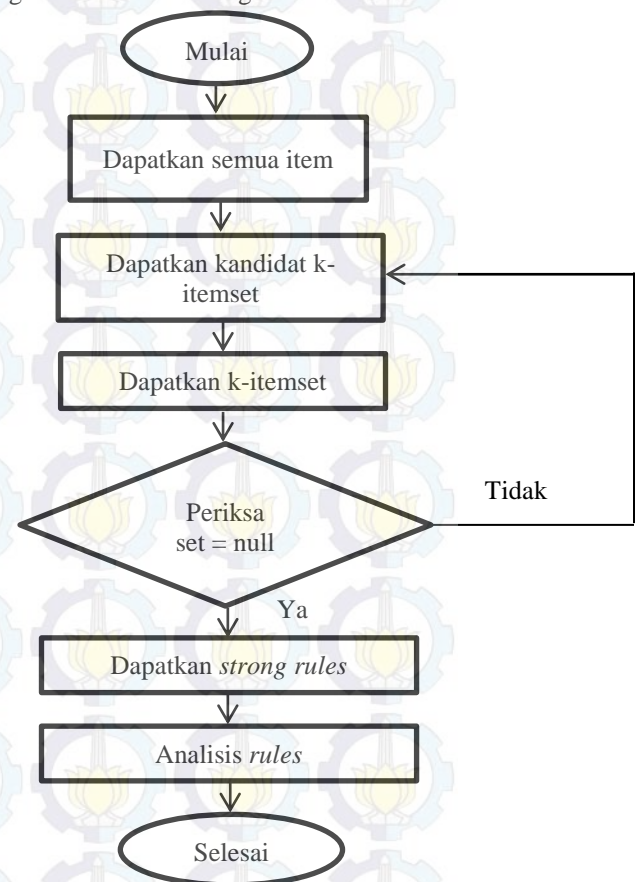 Mulai
Dapatkan semua item
Dapatkan kandidat k-
itemset
Dapatkan k-itemset
Periksa
set = null
Tidak
Ya
Dapatkan strong rules
Analisis rules
Selesai